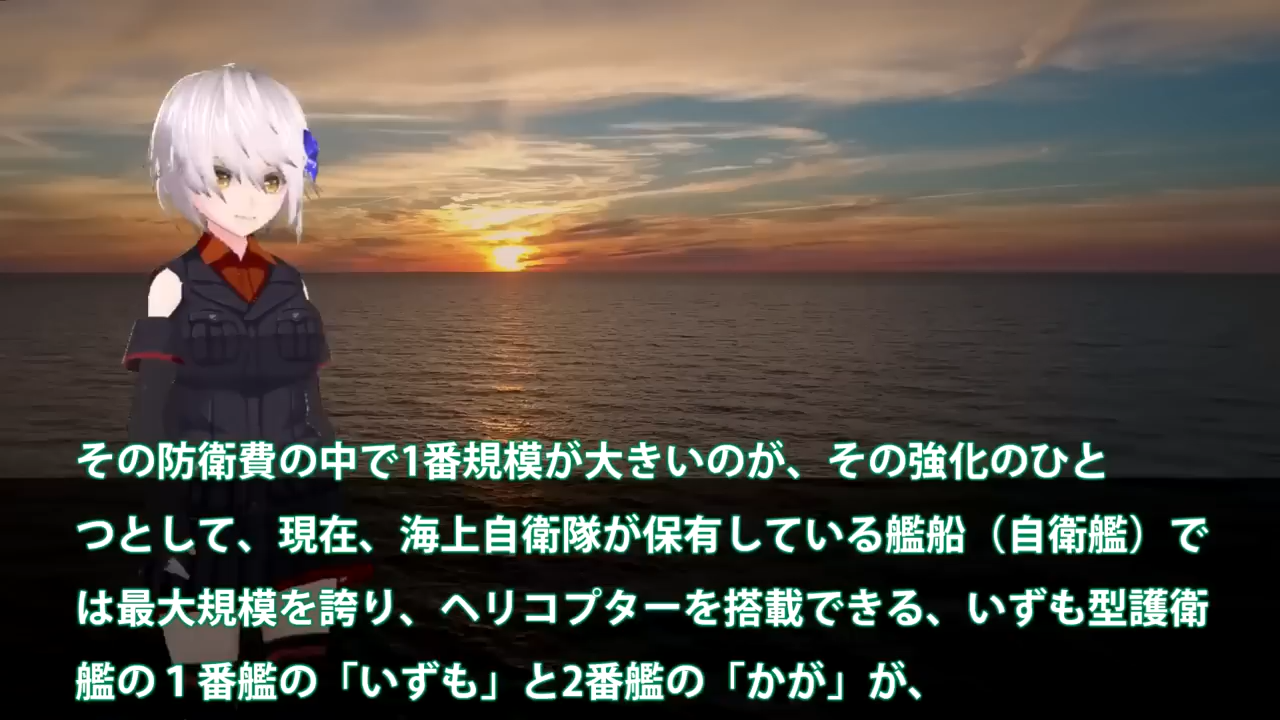 その防衛費の中で1番規模が大きいのが、その強化のひと
つとして、現在、海上自衛隊が保有している艦船（自衛艦）で
は最大規模を誇り、ヘリコプターを搭載できる、いずも型護衛
艦の１番艦の「いずも」と2番艦の「かが」が、